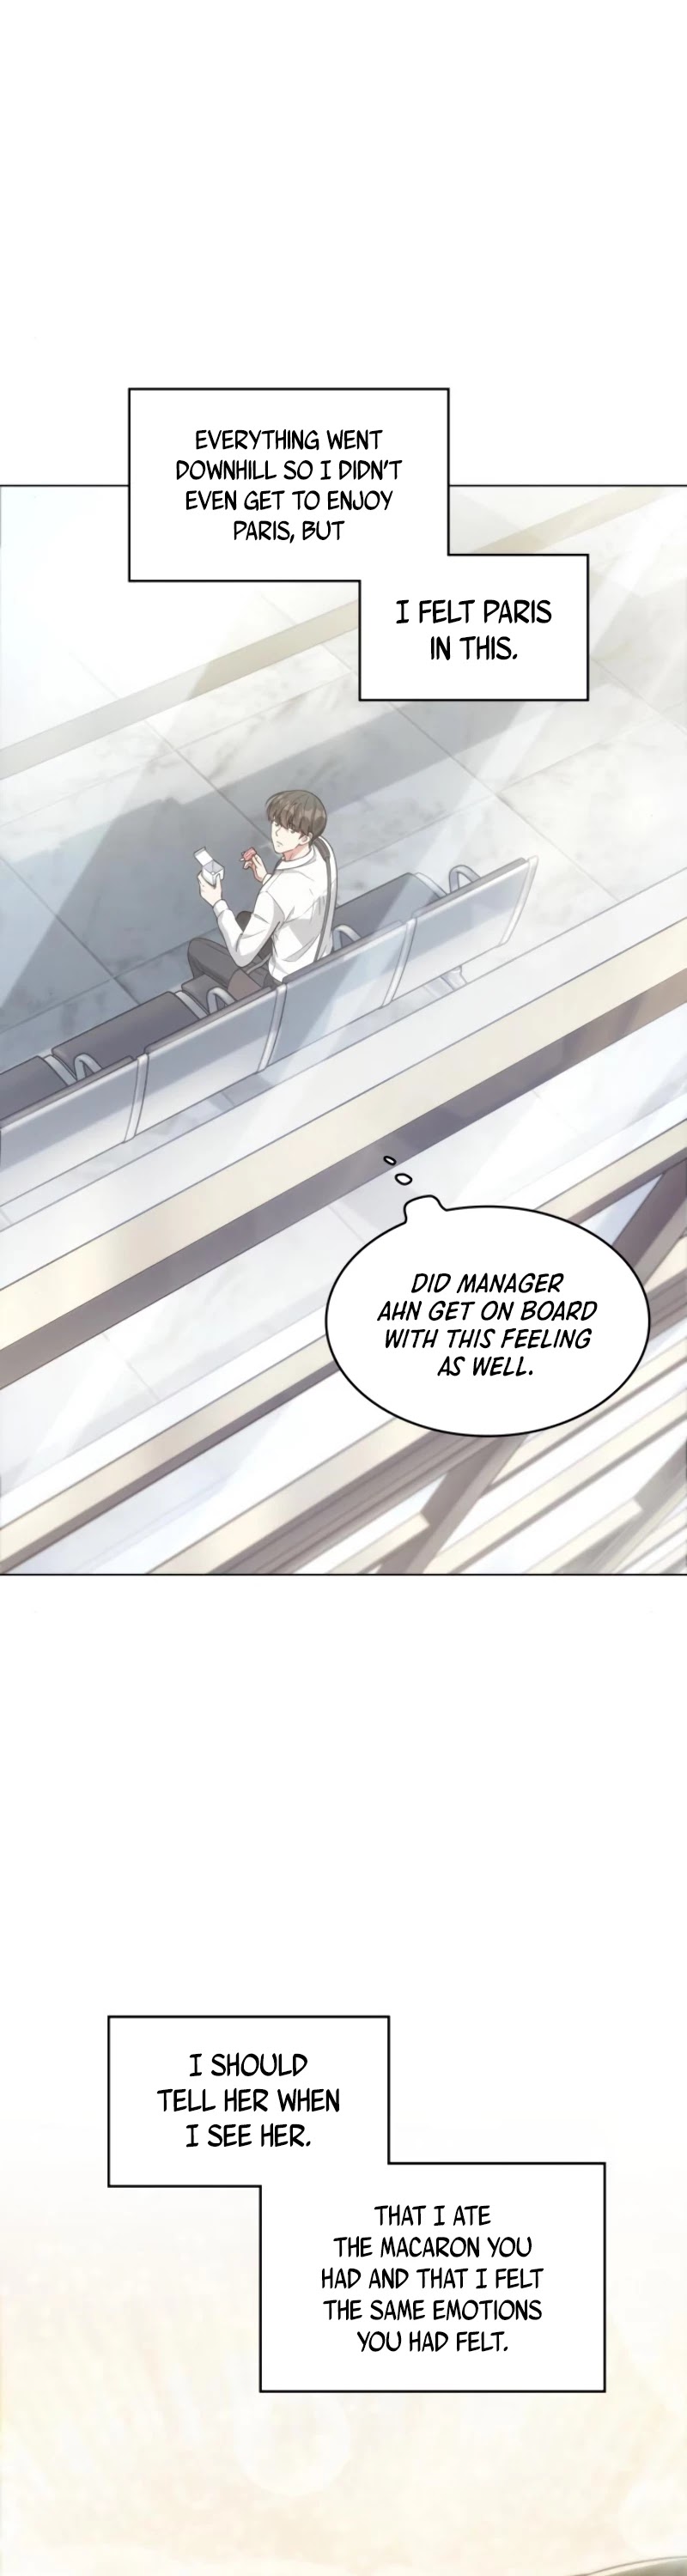 EVERYTHING WENT
DOWNHILL SO I DIDN'T
EVEN GET TO ENJOY
PARIS, BUT
I FELT PARIS
IN THIS.
DID MANAGER
AHN GET ON BOARD
WITH THIS FEELING
AS WELL.
I SHOULD
TELL HER WHEN
I SEE HER.
THAT I ATE
THE MACARON YOU
HAD AND THAT I FELT
THE SAME EMOTIONS
YOU HAD FELT.